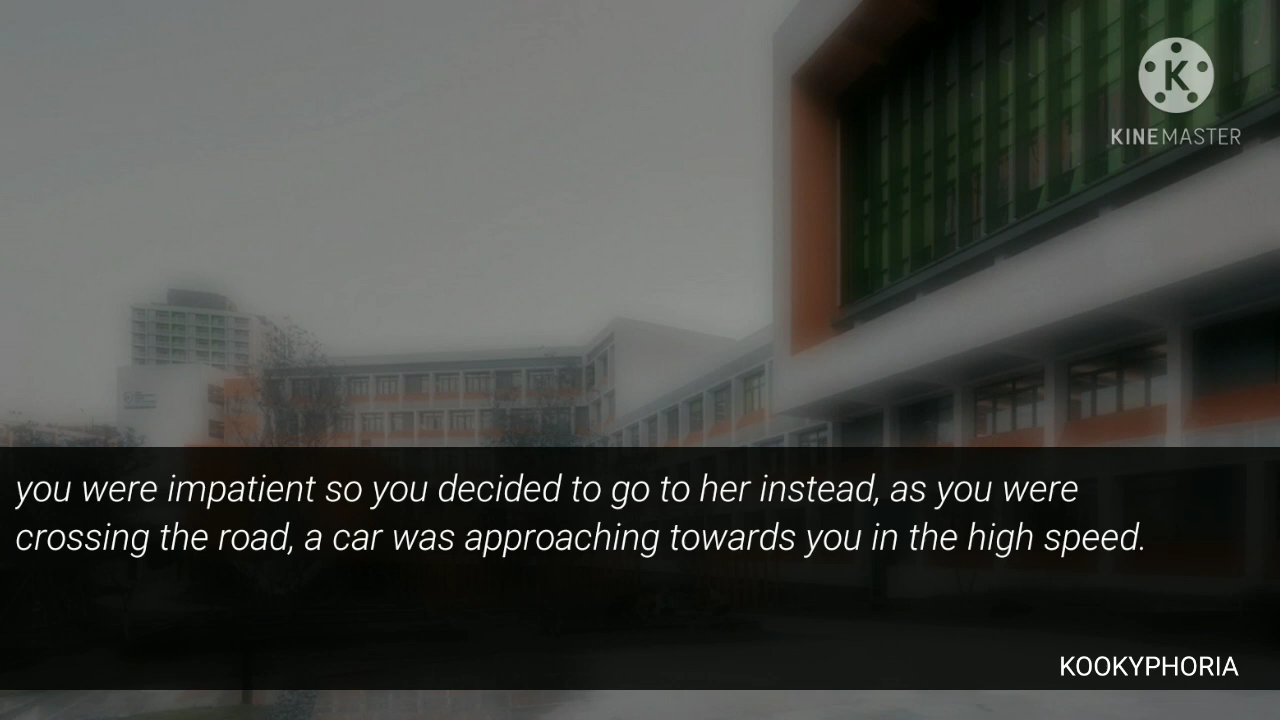 K
KINEMASTER
you were impatient so you decided to go to her instead, as you were
crossing the road, a car was approaching towards you in the high speed.
KOOKYPHORIA